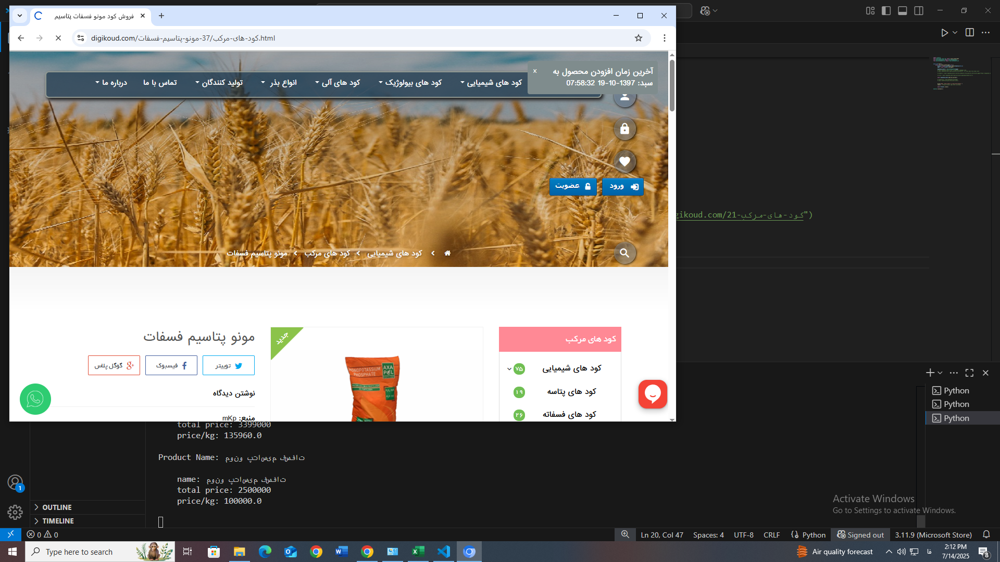 فروش کود مونو فسفات پتاسیم
digikoud.com/کود-های-مرکب/37-مونو-پتاسیم-فسفات.html
آخرین زمان افزودن محصول به
سبد: 1397-10-19 07:58:32
x
کود های شیمیایی
کود های بیولوژیک
کود های آلی
انواع بذر
تولید کنندگان
تماس با ما
درباره ما
ورود
عضویت
کود های شیمیایی
کود های مرکب
مونو پتاسیم فسفات
gikoud.com/21-کود-های-مرکب")
کود های مرکب
کود های شیمیایی
۷۵
کود های پتاسه
۱۹
کود های فسفاته
۲۶
جدید
MONOPOTASSIUM
PHOSPHATE
AXA
POL
مونو پتاسیم فسفات
توییتر
فیسبوک
گوگل پلاس
نوشتن دیدگاه
منبع: mKp
Python
Python
Python
total price: 3399000
price/kg: 135960.0
Product Name: مونو پتاسیم فسفات
name: مونو پتاسیم فسفات
total price: 2500000
price/kg: 100000.0
1
OUTLINE
TIMELINE
Activate Windows
Go to Settings to activate Windows.
0 0
Ln 20, Col 47
Spaces: 4
UTF-8
CRLF
Python
Signed out
3.11.9 (Microsoft Store)
Type here to search
Air quality forecast
فا
2:12 PM
7/14/2025
8